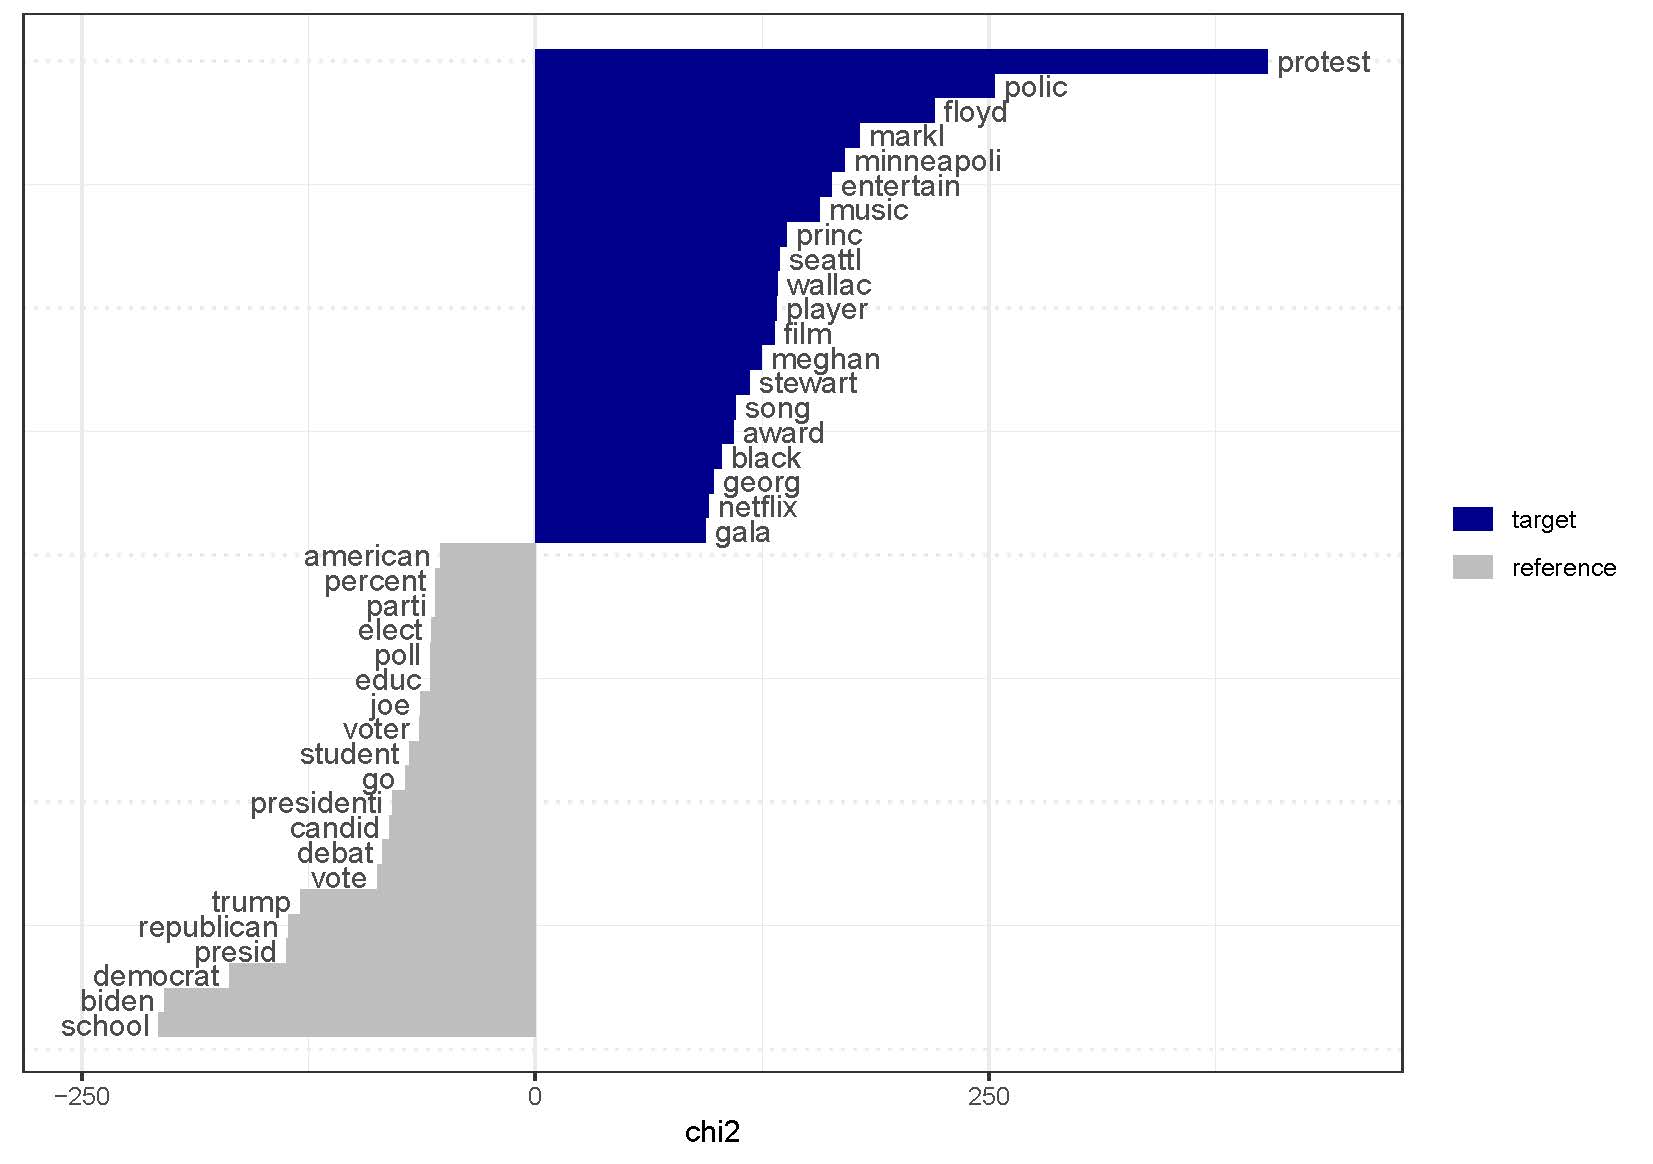 protest
polic
floyd
markl
minneapoli
entertain
music
princ
seattl
wallac
player
film
meghan
stewart
song
award
black
georg
netflix
gala
american
percent
parti
elect
poll
educ
joe
voter
student
go
presidenti
candid
debat
vote
trump
republican
presid
democrat
biden
school
target
reference
−250 0 250
chi2